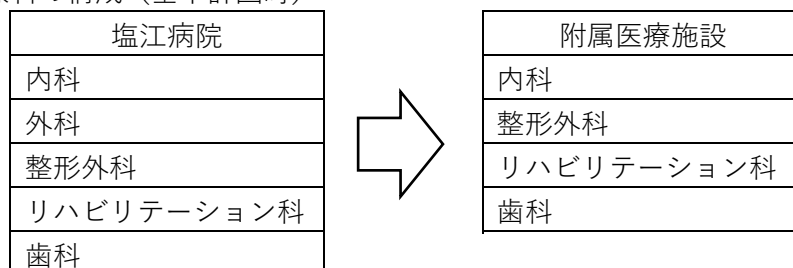 塩江病院
内科
外科
整形外科
リハビリテーション科
歯科
附属医療施設
内科
整形外科
リハビリテーション科
歯科